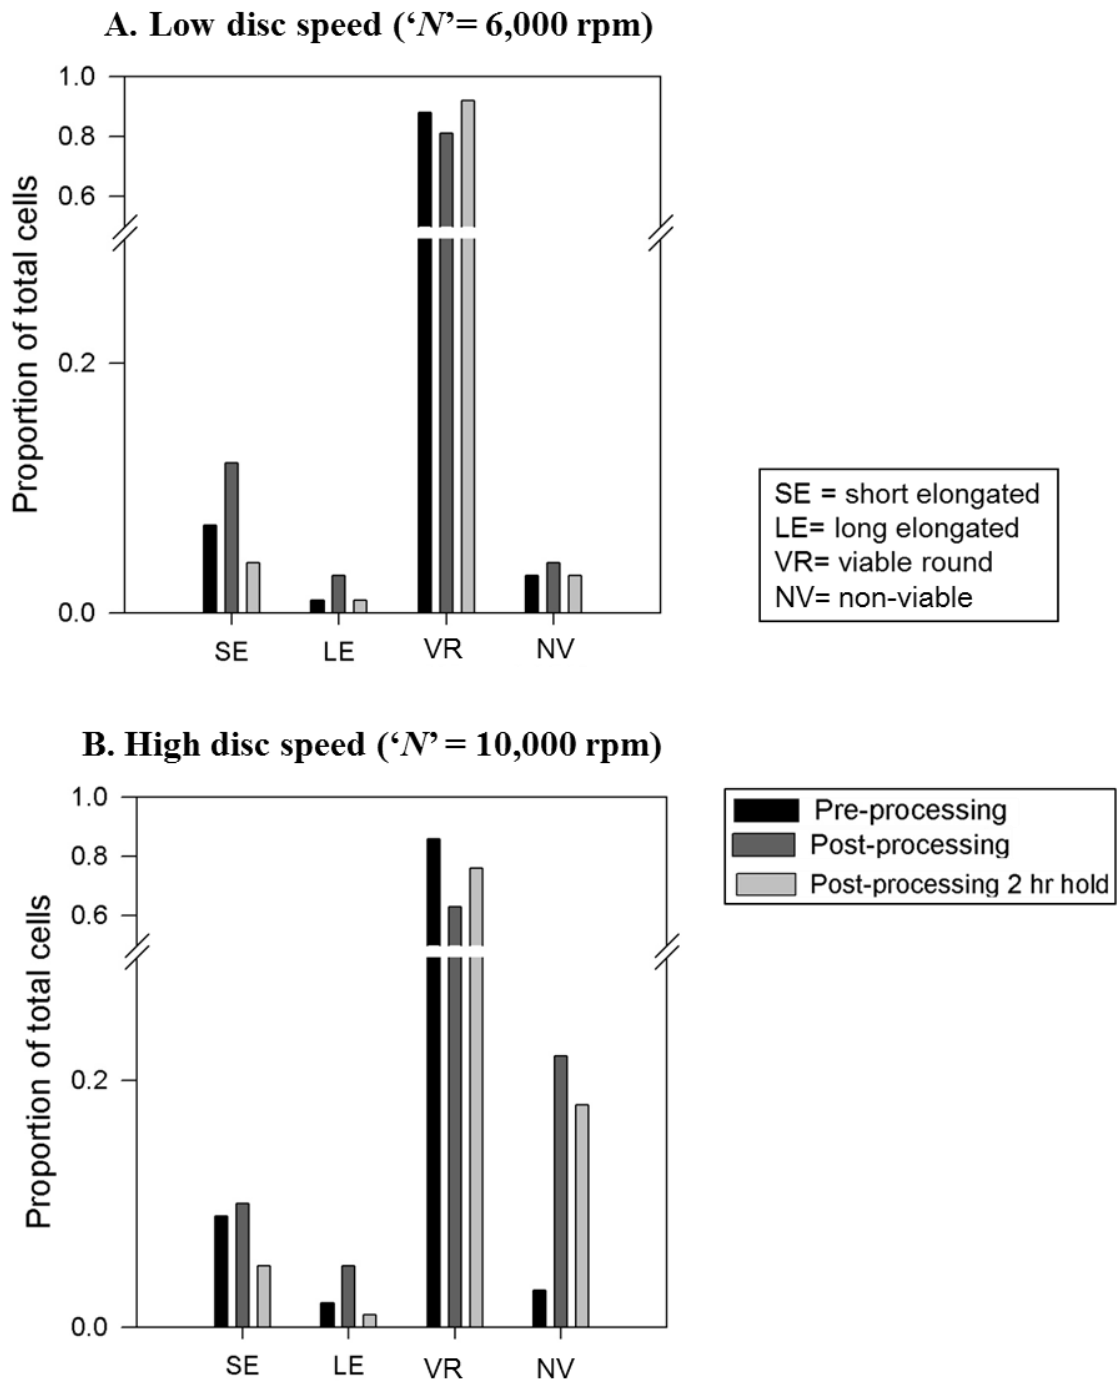 A. Low disc speed (‘N’= 6,000 rpm)
Proportion of total cells
1.0
0.8
0.6
0.2
0.0
SE
LE
VR
NV
SE = short elongated
LE= long elongated
VR= viable round
NV= non-viable
B. High disc speed (‘N’ = 10,000 rpm)
Proportion of total cells
1.0
0.8
0.6
0.2
0.0
SE
LE
VR
NV
Pre-processing
Post-processing
Post-processing 2 hr hold